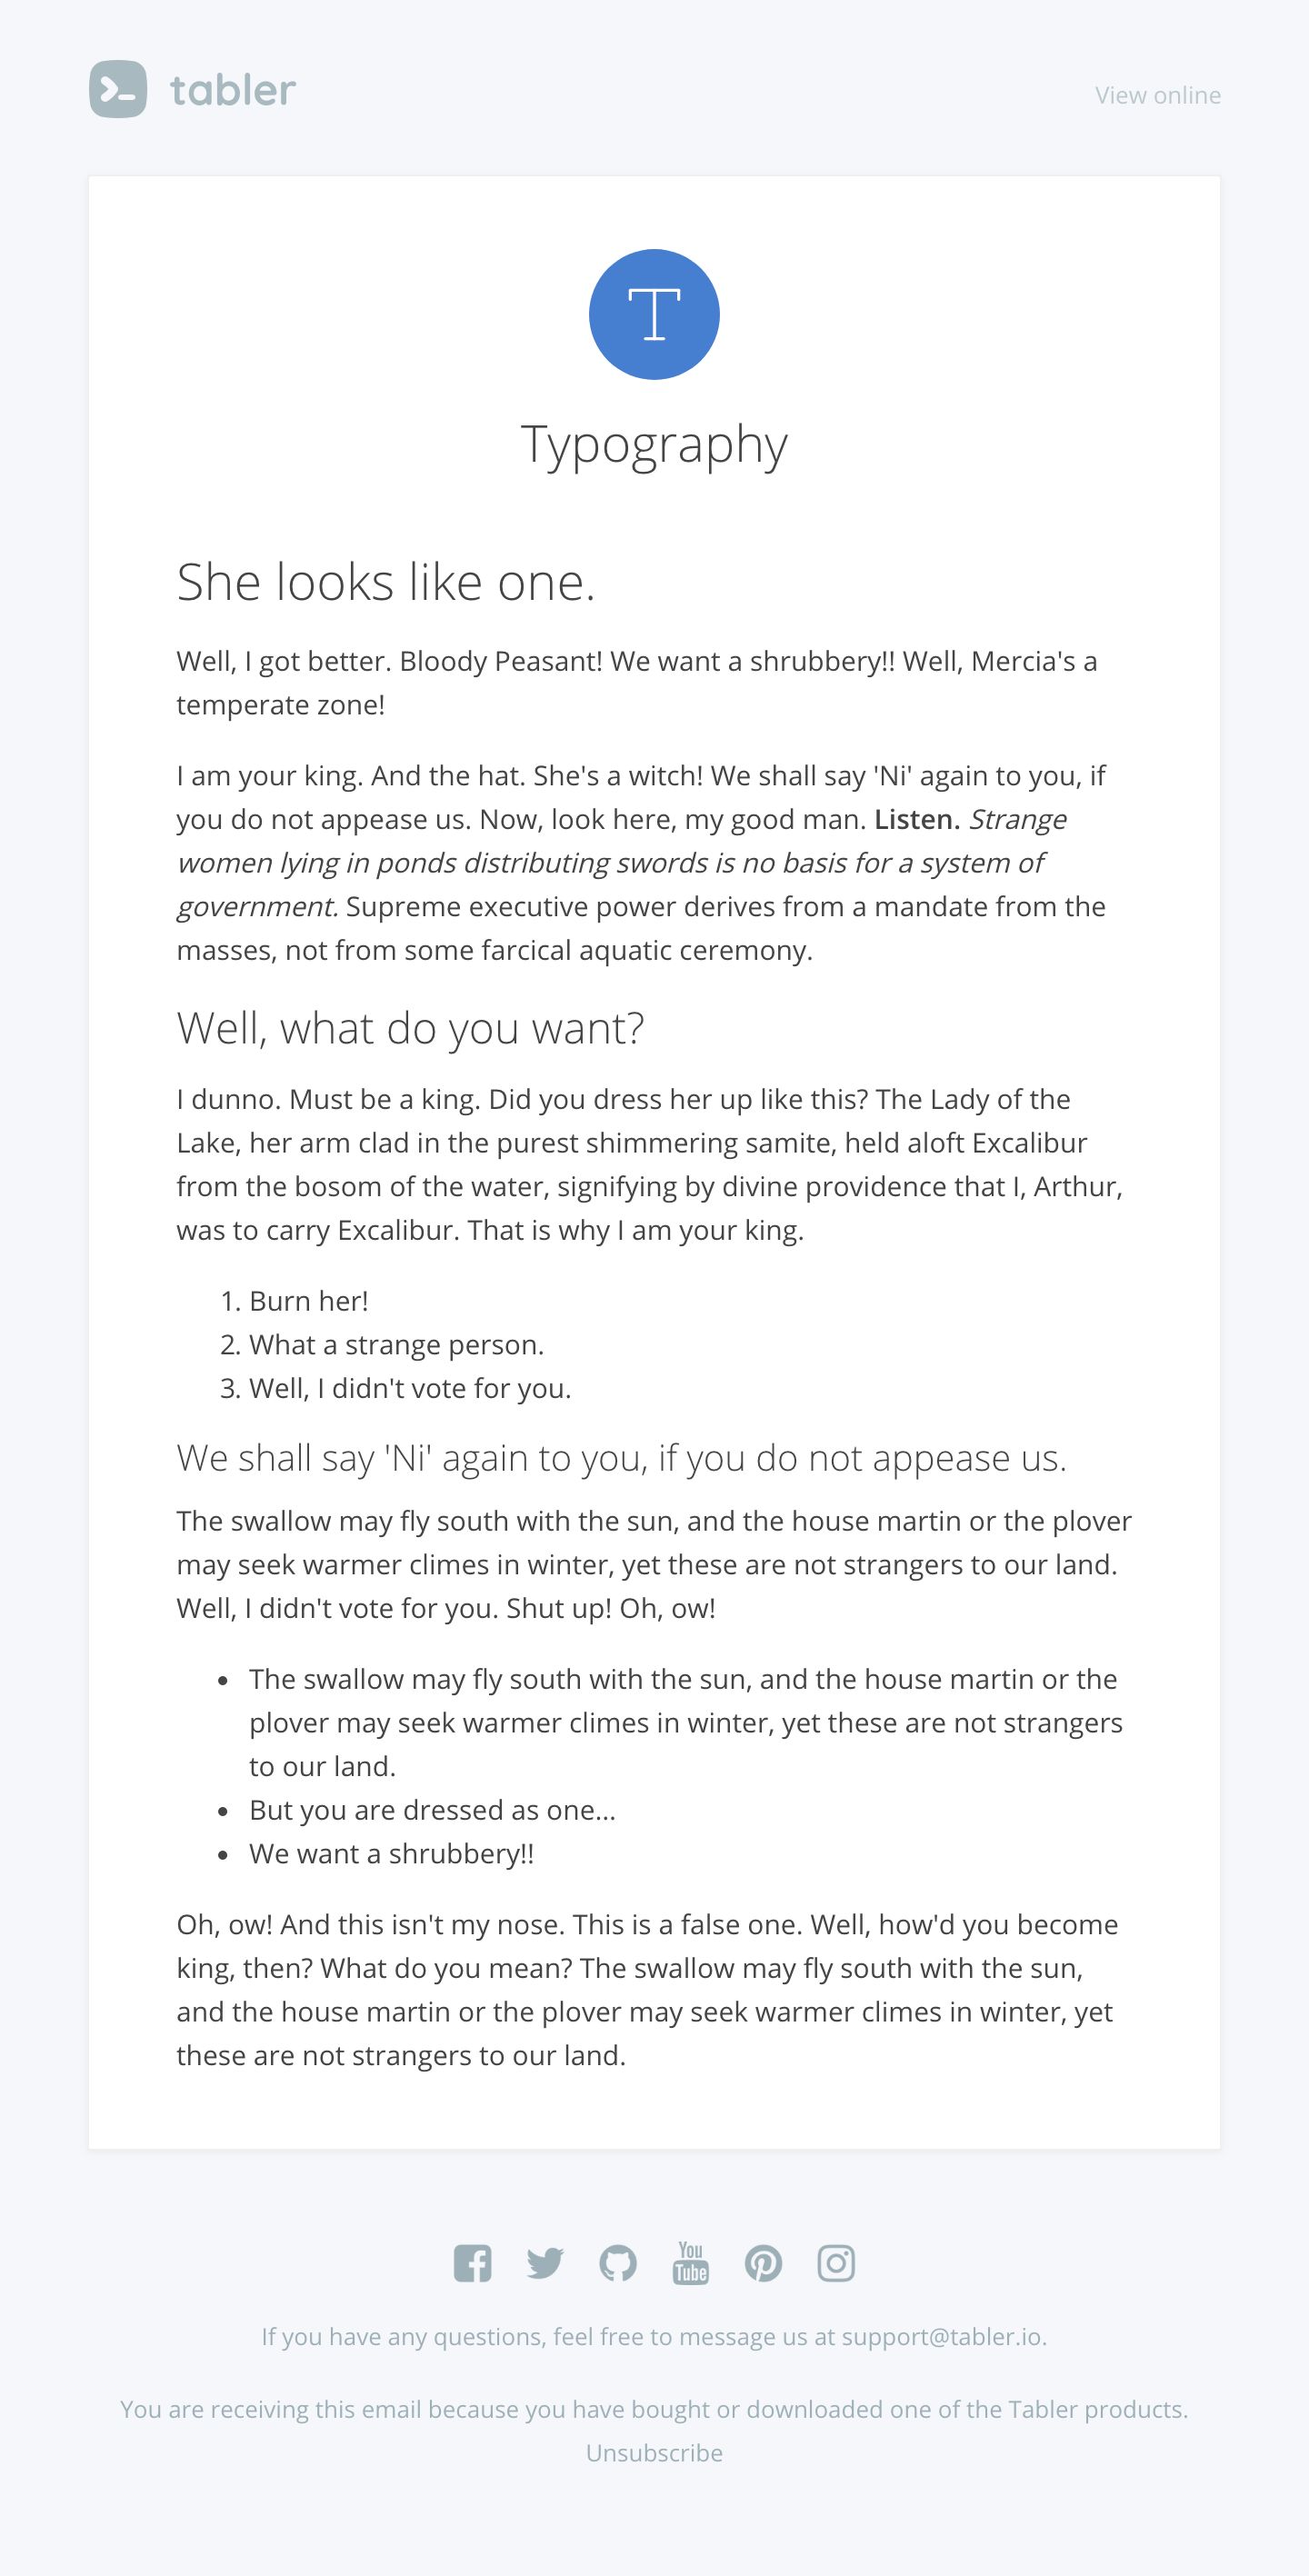 tabler
View online
T
Typography
She looks like one.
Well, I got better. Bloody Peasant! We want a shrubbery!! Well, Mercia's a
temperate zone!
I am your king. And the hat. She's a witch! We shall say 'Ni' again to you, if
you do not appease us. Now, look here, my good man. Listen. Strange
women lying in ponds distributing swords is no basis for a system of
government. Supreme executive power derives from a mandate from the
masses, not from some farcical aquatic ceremony.
Well, what do you want?
I dunno. Must be a king. Did you dress her up like this? The Lady of the
Lake, her arm clad in the purest shimmering samite, held aloft Excalibur
from the bosom of the water, signifying by divine providence that I, Arthur,
was to carry Excalibur. That is why I am your king.
1. Burn her!
2. What a strange person.
3. Well, I didn't vote for you.
We shall say 'Ni' again to you, if you do not appease us.
The swallow may fly south with the sun, and the house martin or the plover
may seek warmer climes in winter, yet these are not strangers to our land.
Well, I didn't vote for you. Shut up! Oh, ow!
• The swallow may fly south with the sun, and the house martin or the
plover may seek warmer climes in winter, yet these are not strangers
to our land.
• But you are dressed as one...
• We want a shrubbery!!
Oh, ow! And this isn't my nose. This is a false one. Well, how'd you become
king, then? What do you mean? The swallow may fly south with the sun,
and the house martin or the plover may seek warmer climes in winter, yet
these are not strangers to our land.
You
Tube
If you have any questions, feel free to message us at support@tabler.io.
You are receiving this email because you have bought or downloaded one of the Tabler products.
Unsubscribe